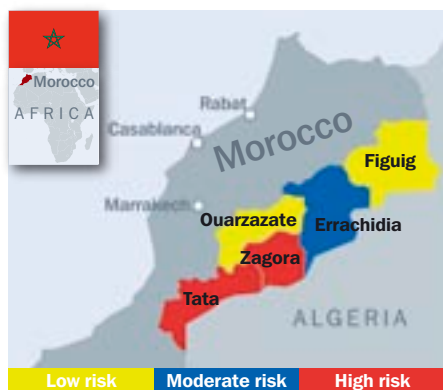 Morocco
AFRICA
Rabat
Casablanca
Morocco
Figuig
Marrakech
Ouarzazate
Errachidia
Zagora
Tata
ALGERIA
Low risk
Moderate risk
High risk